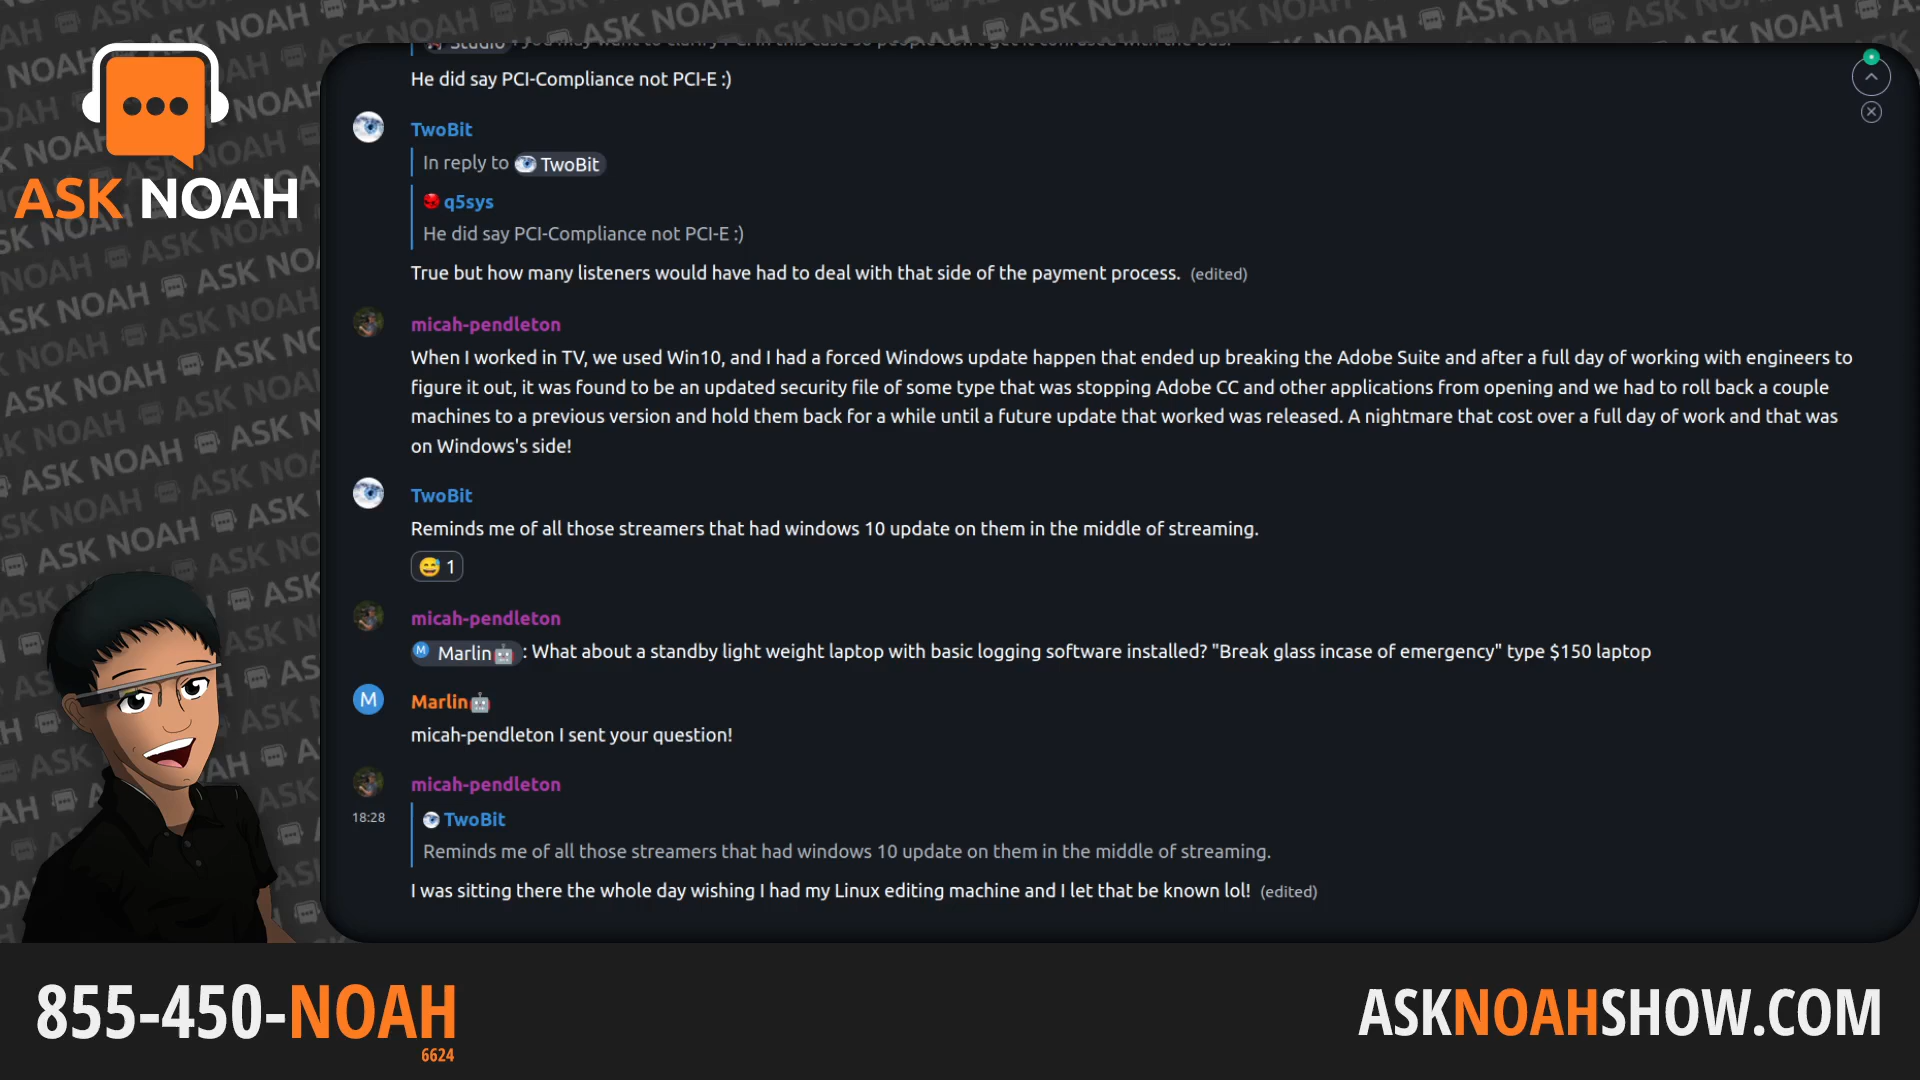 ASK NOAH
Studio
He did say PCI-Compliance not PCI-E :)
TwoBit
In reply to TwoBit
q5sys
He did say PCI-Compliance not PCI-E :)
True but how many listeners would have had to deal with that side of the payment process. (edited)
micah-pendleton
When I worked in TV, we used Win10, and I had a forced Windows update happen that ended up breaking the Adobe Suite and after a full day of working with engineers to
figure it out, it was found to be an updated security file of some type that was stopping Adobe CC and other applications from opening and we had to roll back a couple
machines to a previous version and hold them back for a while until a future update that worked was released. A nightmare that cost over a full day of work and that was
on Windows's side!
TwoBit
Reminds me of all those streamers that had windows 10 update on them in the middle of streaming.
😅 1
micah-pendleton
M Marlin🤖: What about a standby light weight laptop with basic logging software installed? "Break glass incase of emergency" type $150 laptop
M Marlin🤖
micah-pendleton I sent your question!
micah-pendleton
18:28 TwoBit
Reminds me of all those streamers that had windows 10 update on them in the middle of streaming.
I was sitting there the whole day wishing I had my Linux editing machine and I let that be known lol! (edited)
855-450-NOAH
6624
ASKNOAHSHOW.COM